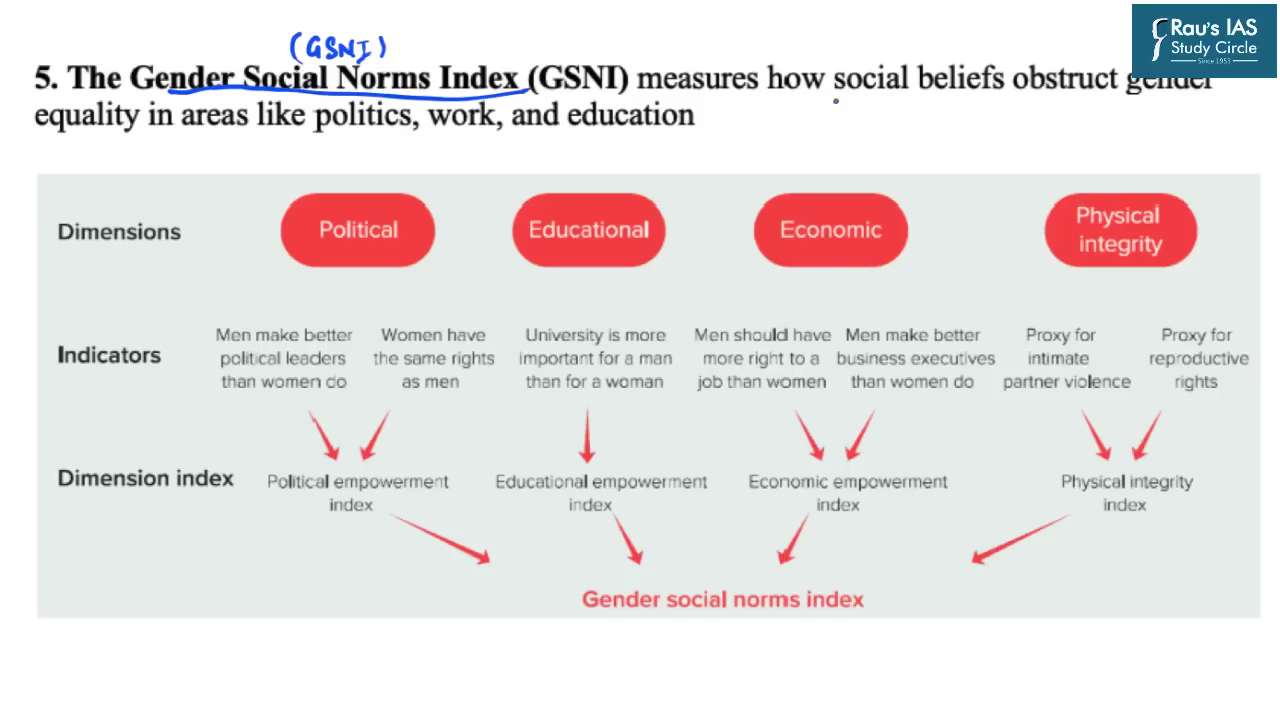 Rau's IAS
Study Circle
Since 1953
(GSNI)
5. The Gender Social Norms Index (GSNI) measures how social beliefs obstruct gender
equality in areas like politics, work, and education
Dimensions
Political
Educational
Economic
Physical
integrity
Indicators
Men make better
political leaders
than women do
Women have
the same rights
as men
University is more
important for a man
than for a woman
Men should have
more right to a
job than women
Men make better
business executives
than women do
Proxy for
intimate
partner violence
Proxy for
reproductive
rights
Dimension index
Political empowerment
index
Educational empowerment
index
Economic empowerment
index
Physical integrity
index
Gender social norms index